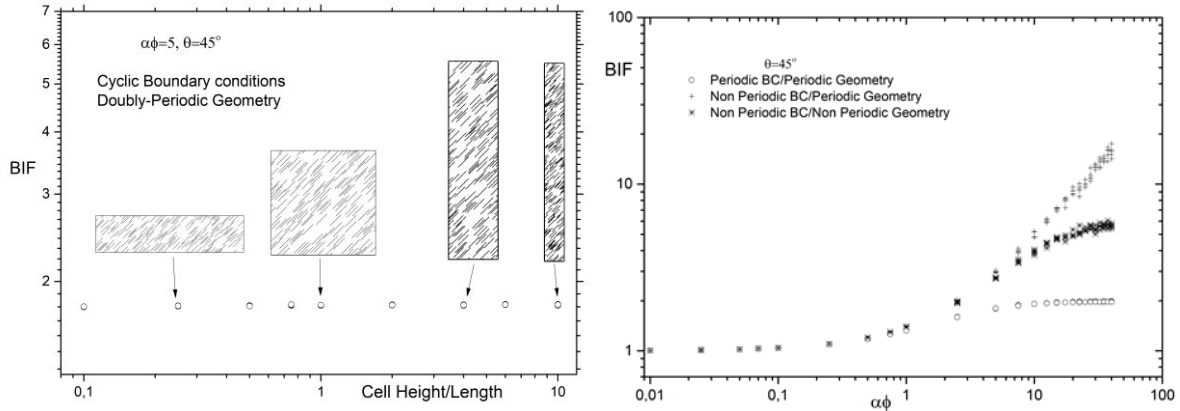 7
6
5
4
3
2
BIF
αϕ=5, θ=45°
Cyclic Boundary conditions
Doubly-Periodic Geometry
0,1
1
10
Cell Height/Length
100
10
1
BIF
θ=45°
Periodic BC/Periodic Geometry
Non Periodic BC/Periodic Geometry
Non Periodic BC/Non Periodic Geometry
0,01
0,1
1
10
100
αϕ